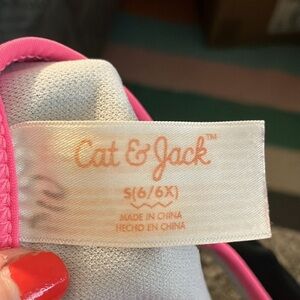 Cat & Jack™
S(6/6X)
MADE IN CHINA
HECHO EN CHINA